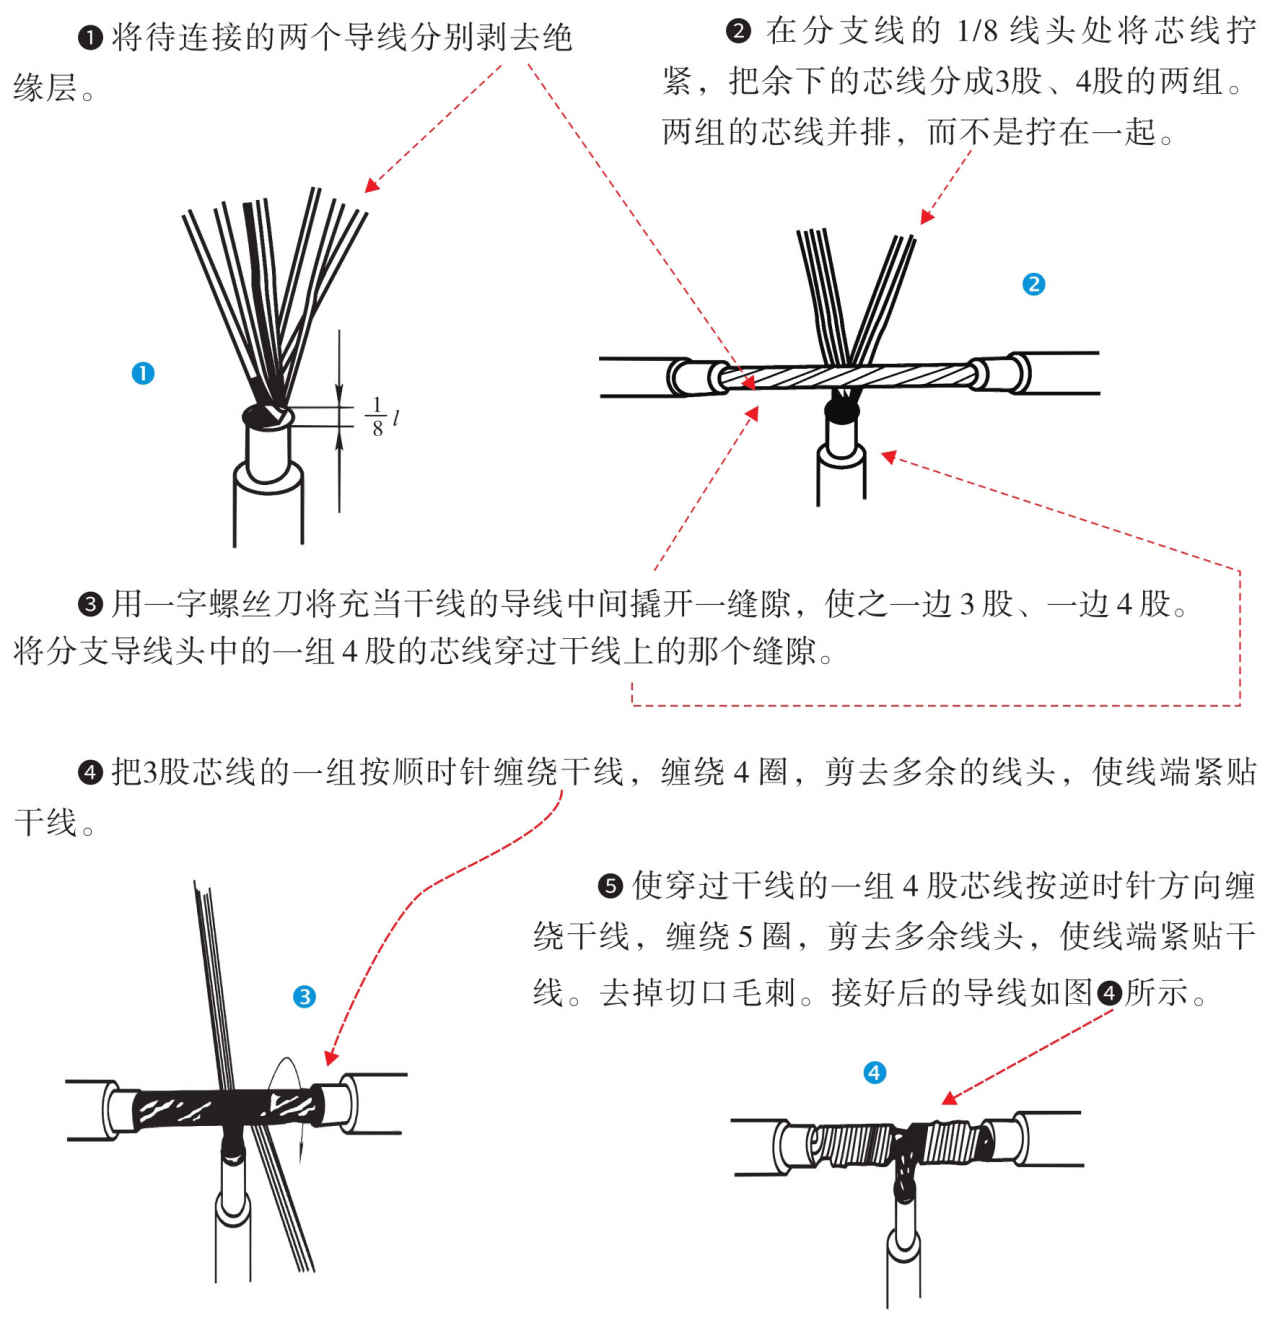 ❶ 将待连接的两个导线分别剥去绝
缘层。
❷ 在分支线的 1/8 线头处将芯线拧
紧，把余下的芯线分成3股、4股的两组。
两组的芯线并排，而不是拧在一起。
❶
1/8 l
❷
❸ 用一字螺丝刀将充当干线的导线中间撬开一缝隙，使之一边 3 股、一边 4 股。
将分支导线头中的一组 4 股的芯线穿过干线上的那个缝隙。
❹ 把3股芯线的一组按顺时针缠绕干线，缠绕 4 圈，剪去多余的线头，使线端紧贴
干线。
❺ 使穿过干线的一组 4 股芯线按逆时针方向缠
绕干线，缠绕 5 圈，剪去多余线头，使线端紧贴干
线。去掉切口毛刺。接好后的导线如图❹所示。
❸
❹